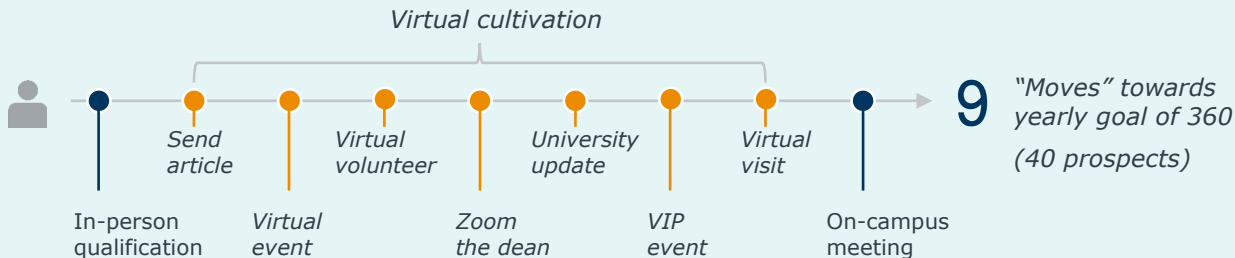 Virtual cultivation
9
“Moves” towards
yearly goal of 360
(40 prospects)
Send
article
Virtual
volunteer
University
update
Virtual
visit
In-person
qualification
Virtual
event
Zoom
the dean
VIP
event
On-campus
meeting